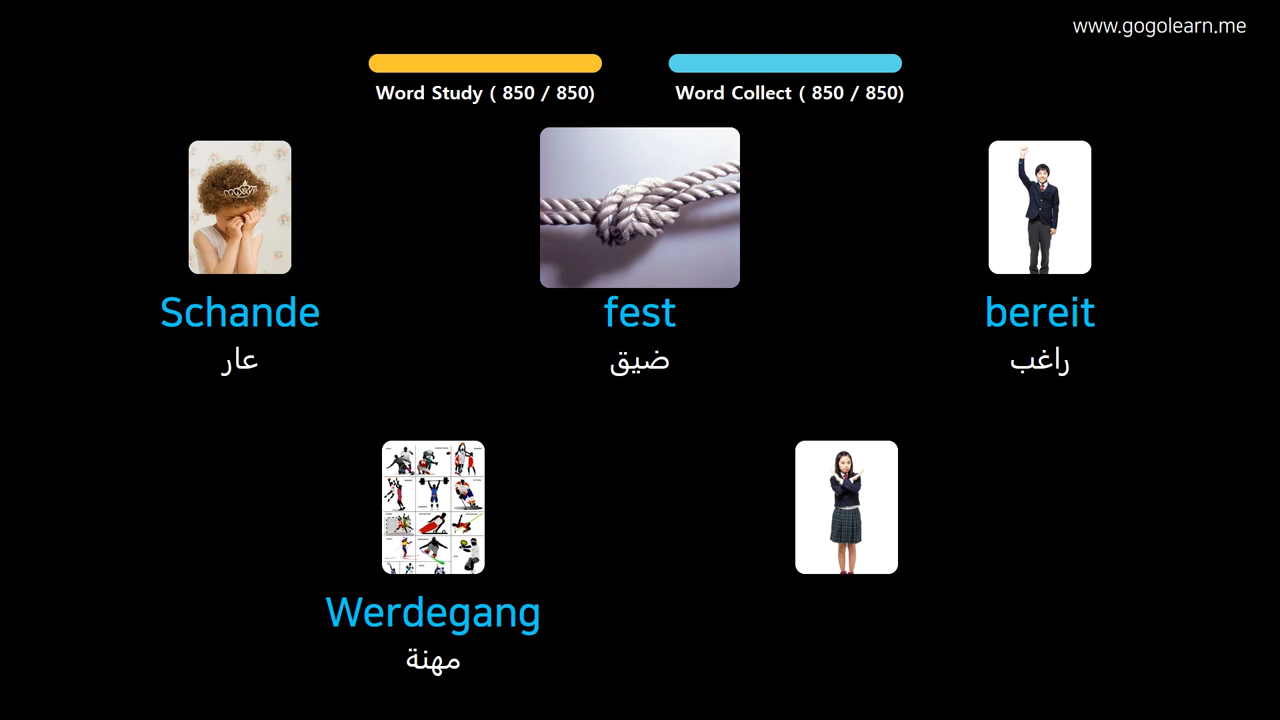 www.gogolearn.me
Word Study ( 850 / 850)
Word Collect ( 850 / 850)
Schande
fest
bereit
عار
ضيق
راغب
Werdegang
مهنة